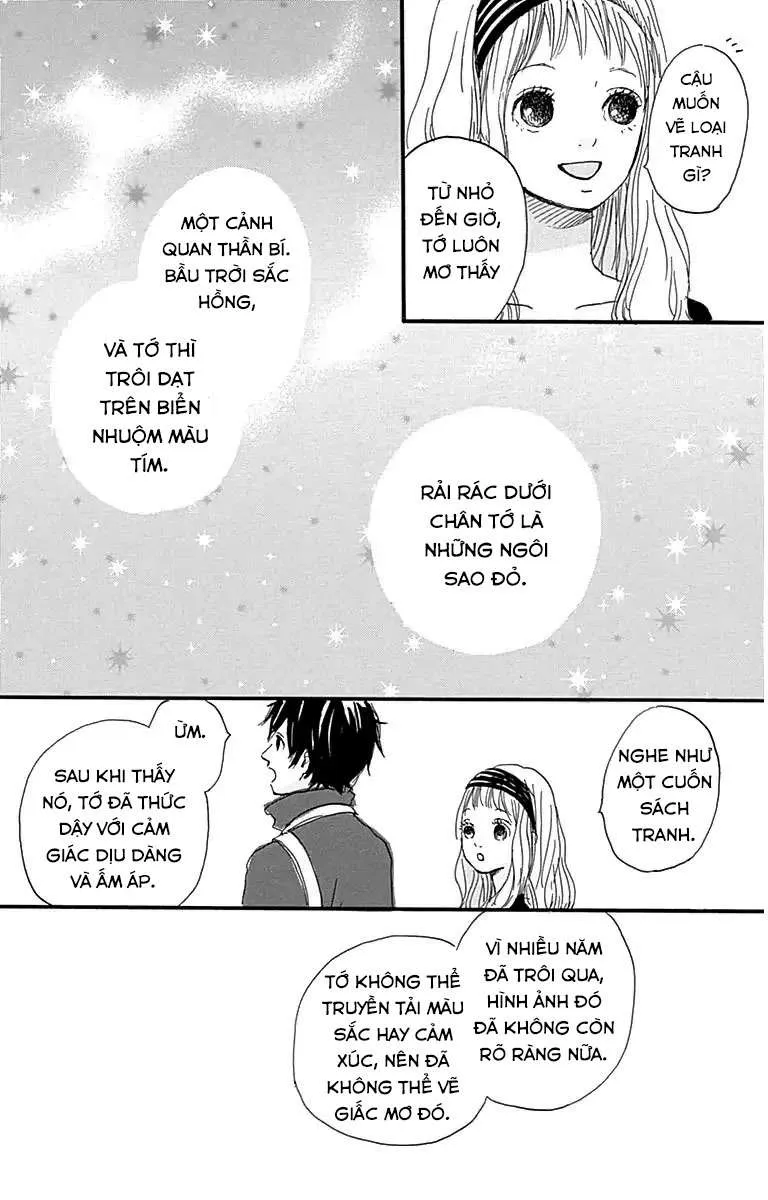 CẬU
MUỐN
VẼ LOẠI
TRANH
GÌ?
TỪ NHỎ
ĐẾN GIỜ,
TỚ LUÔN
MƠ THẤY
MỘT CẢNH
QUAN THẦN BÍ.
BẦU TRỜI SẮC
HỒNG,
VÀ TỚ THÌ
TRÔI DẠT
TRÊN BIỂN
NHUỘM MÀU
TÍM.
RẢI RÁC DƯỚI
CHÂN TỚ LÀ
NHỮNG NGÔI
SAO ĐỎ.
NGHE NHƯ
MỘT CUỐN
SÁCH
TRANH.
ỪM.
SAU KHI THẤY
NÓ, TỚ ĐÃ THỨC
DẬY VỚI CẢM
GIÁC DỊU DÀNG
VÀ ẤM ÁP.
VÌ NHIỀU NĂM
ĐÃ TRÔI QUA,
HÌNH ẢNH ĐÓ
ĐÃ KHÔNG CÒN
RÕ RÀNG NỮA.
TỚ KHÔNG THỂ
TRUYỀN TẢI MÀU
SẮC HAY CẢM
XÚC, NÊN ĐÃ
KHÔNG THỂ VẼ
GIẤC MƠ ĐÓ.